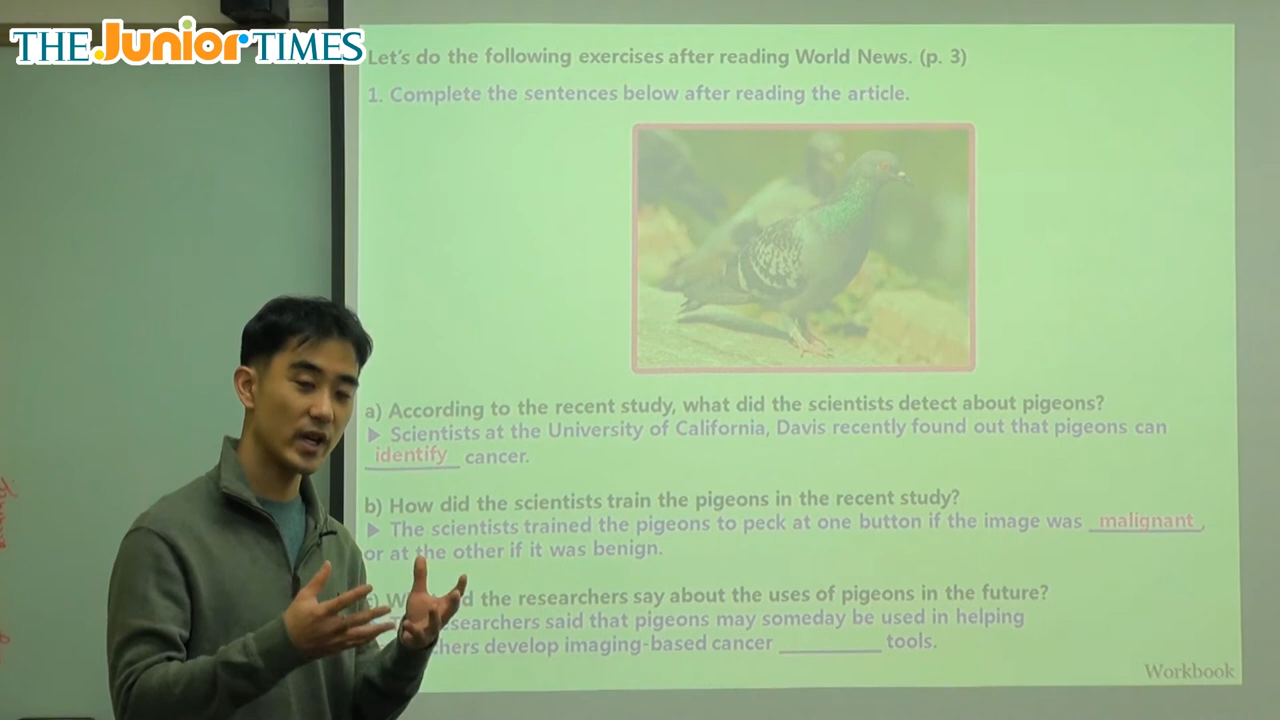 THE Junior TIMES
Let's do the following exercises after reading World News. (p. 3)
1. Complete the sentences below after reading the article.
a) According to the recent study, what did the scientists detect about pigeons?
▶ Scientists at the University of California, Davis recently found out that pigeons can
identify cancer.
b) How did the scientists train the pigeons in the recent study?
▶ The scientists trained the pigeons to peck at one button if the image was malignant,
or at the other if it was benign.
the researchers say about the uses of pigeons in the future?
said that pigeons may someday be used in helping
develop imaging-based cancer __________ tools.
Workbook